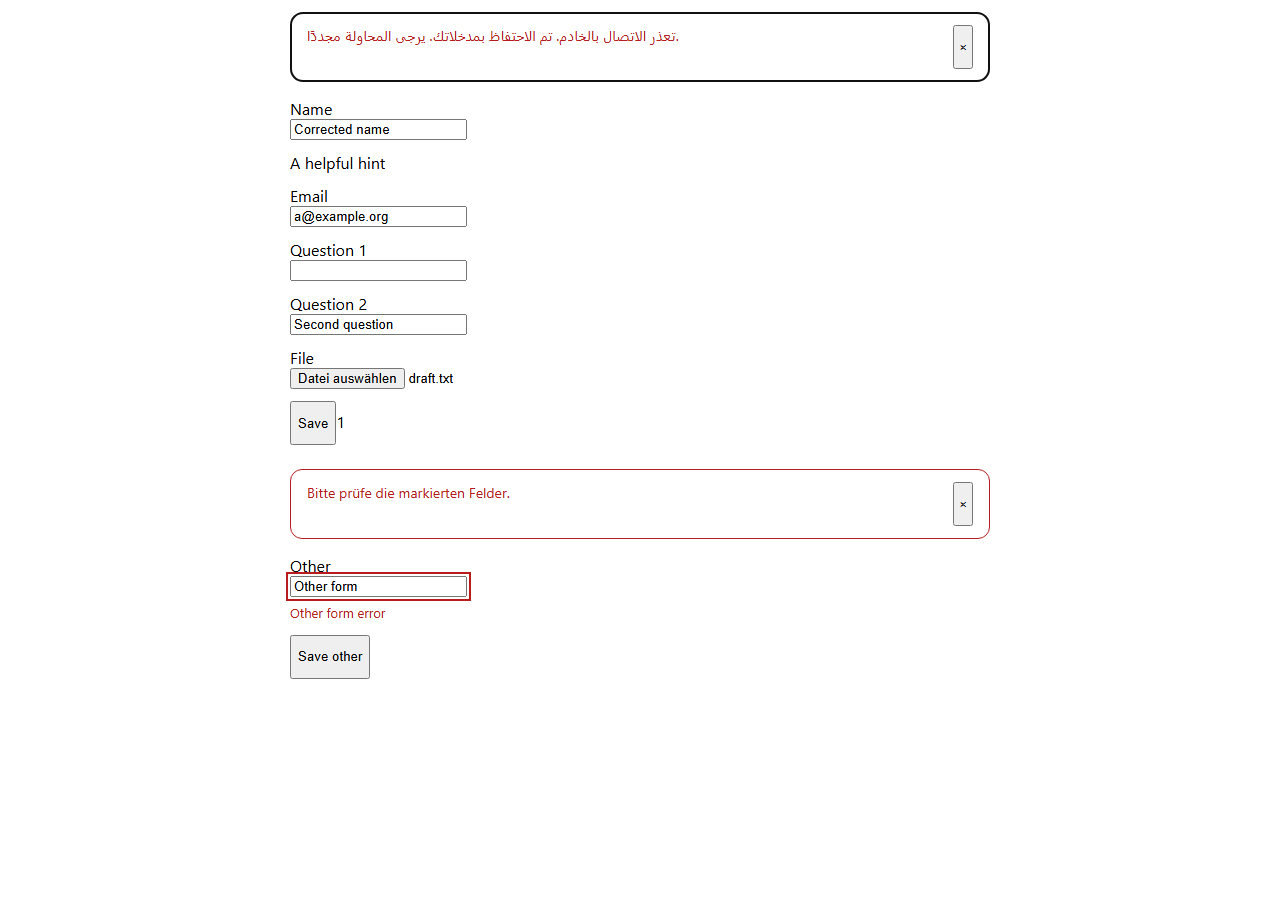 تعذر الاتصال بالخادم. تم الاحتفاظ بمدخلاتك. يرجى المحاولة مجددًا.
×
Name
Corrected name
A helpful hint
Email
a@example.org
Question 1
Question 2
Second question
File
Datei auswählen draft.txt
Save 1
Bitte prüfe die markierten Felder.
×
Other
Other form
Other form error
Save other